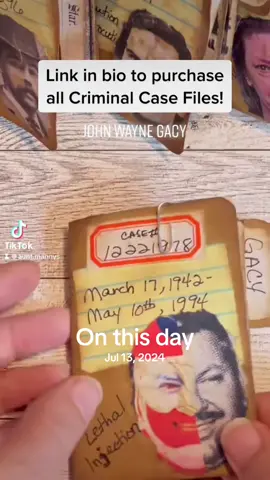 Link in bio to purchase
all Criminal Case Files!
JOHN WAYNE GACY
CASE#
12221978
GACY
March 17, 1942-
May 10th, 1994
TikTok
On this day
Jul 13, 2024
Lethal
Injection